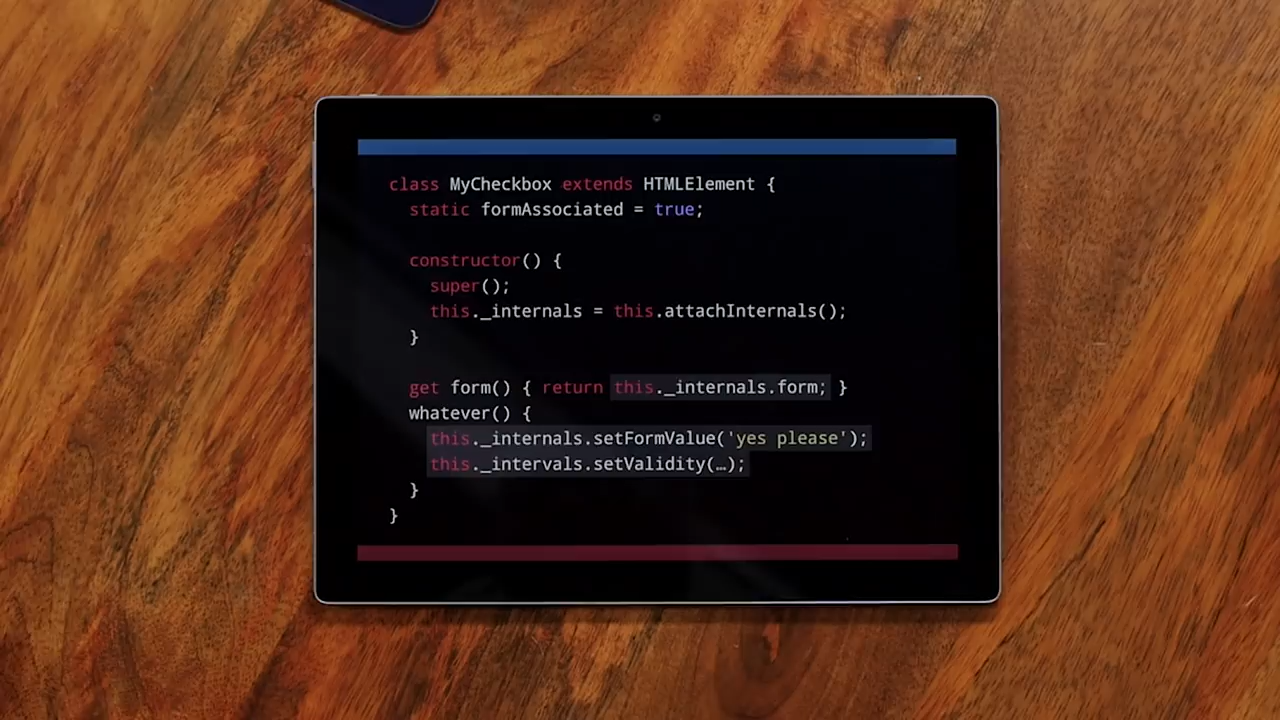 class MyCheckbox extends HTMLElement {
static formAssociated = true;
constructor() {
super();
this._internals = this.attachInternals();
}
get form() { return this._internals.form; }
whatever() {
this._internals.setFormValue('yes please');
this._intervals.setValidity(…);
}
}